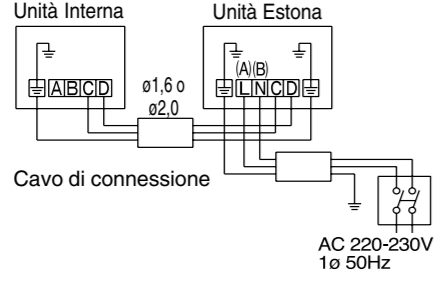 Unità Interna
Unità Estona
(A)(B)
A B C D
L N C D
ø1,6 o
ø2,0
Cavo di connessione
AC 220-230V
1ø 50Hz